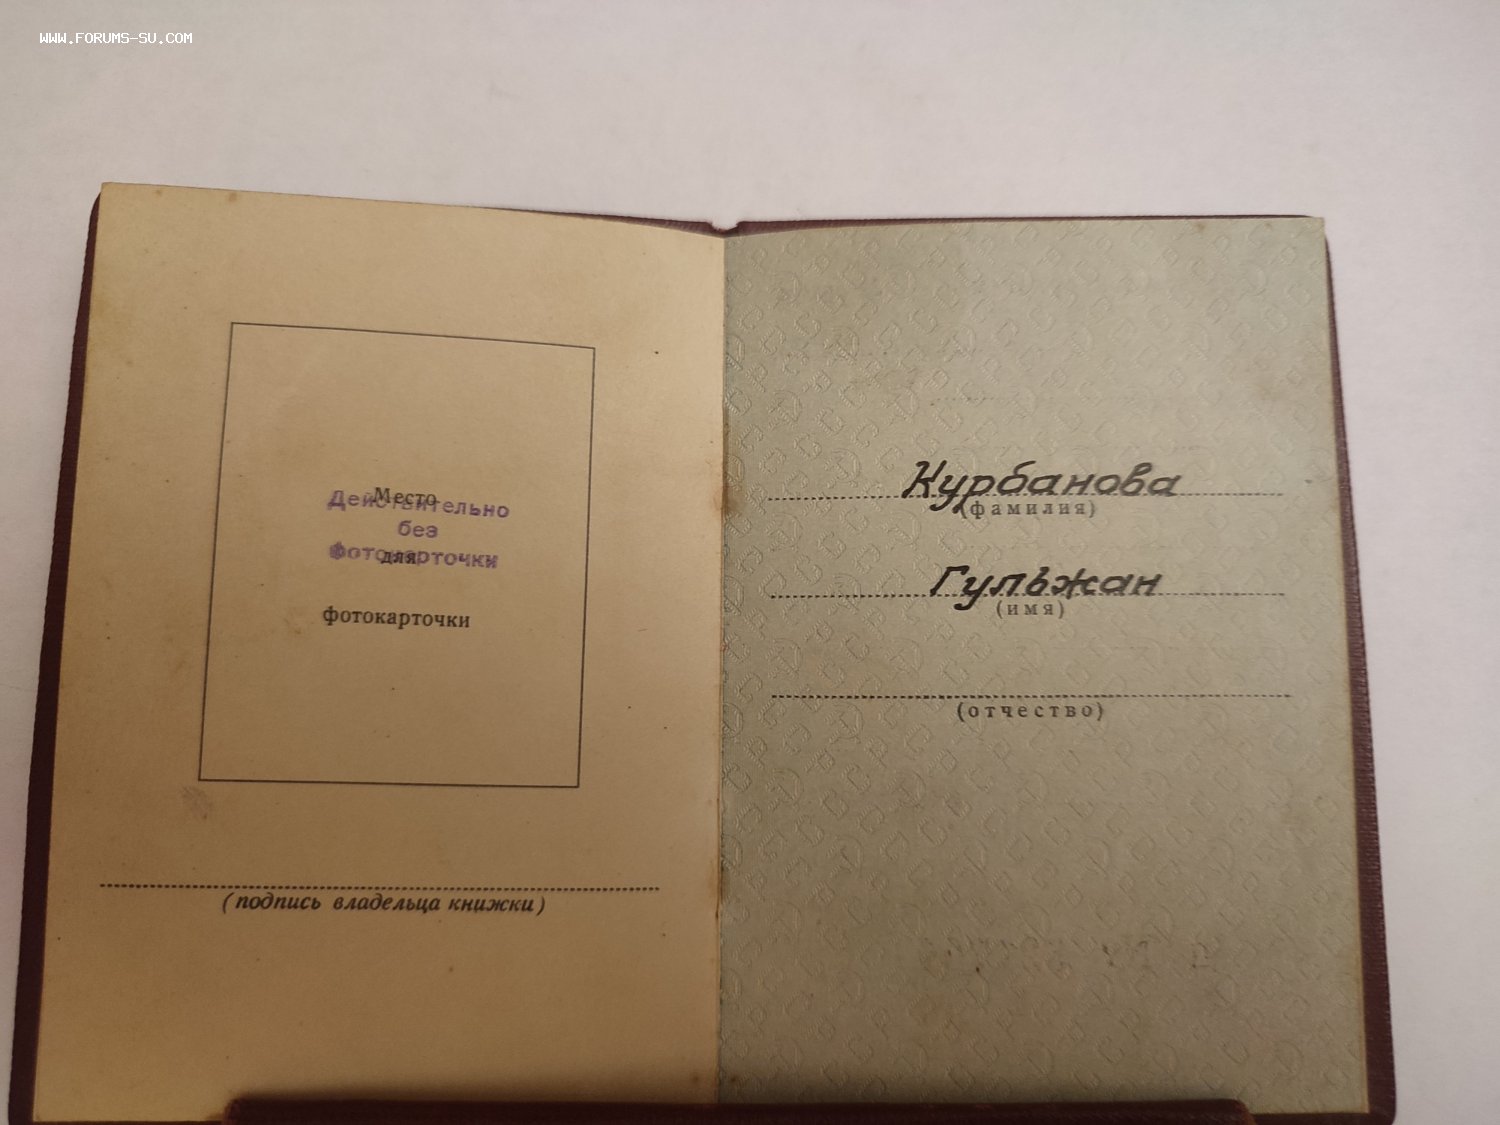 WWW.FORUMS-SU.COM
Место
Действительно
без
фотокарточки
для
фотокарточки
(подпись владельца книжки)
Курбанова
(фамилия)
Гульжан
(имя)
(отчество)